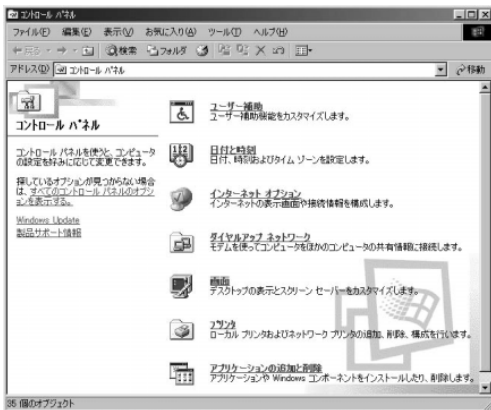 コントロール パネル
ファイル(F) 編集(E) 表示(V) お気に入り(A) ツール(T) ヘルプ(H)
戻る 検索 フォルダ
アドレス(D) コントロール パネル 移動
コントロール パネル
コントロール パネルを使うと、コンピュータ
の設定を好みに応じて変更できます。
探しているオプションが見つからない場合
は、すべてのコントロール パネルのオプシ
ョンを表示する。
Windows Update
製品サポート情報
ユーザー補助
ユーザー補助機能をカスタマイズします。
日付と時刻
日付、時刻およびタイム ゾーンを設定します。
インターネット オプション
インターネットの表示画面や接続情報を構成します。
ダイヤルアップ ネットワーク
モデムを使ってコンピュータをほかのコンピュータの共有情報に接続します。
画面
デスクトップの表示とスクリーン セーバーをカスタマイズします。
プリンタ
ローカル プリンタおよびネットワーク プリンタの追加、削除、構成を行います。
アプリケーションの追加と削除
アプリケーションや Windows コンポーネントをインストールしたり、削除します。
35 個のオブジェクト